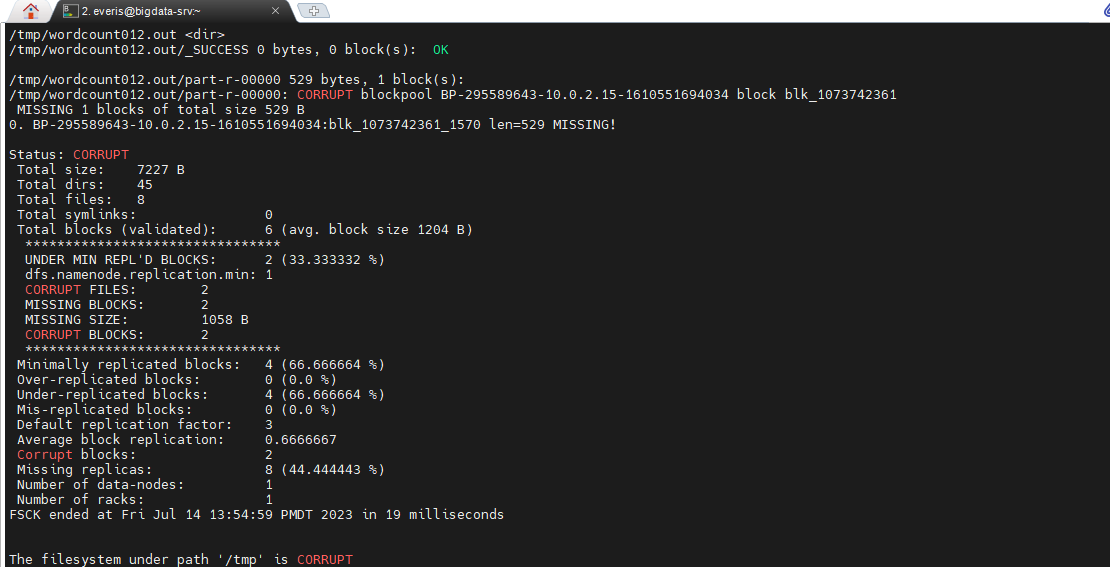 2. everis@bigdata-srv:~
/tmp/wordcount012.out <dir>
/tmp/wordcount012.out/_SUCCESS 0 bytes, 0 block(s):  OK

/tmp/wordcount012.out/part-r-00000 529 bytes, 1 block(s):
/tmp/wordcount012.out/part-r-00000: CORRUPT blockpool BP-295589643-10.0.2.15-1610551694034 block blk_1073742361
 MISSING 1 blocks of total size 529 B
0. BP-295589643-10.0.2.15-1610551694034:blk_1073742361_1570 len=529 MISSING!

Status: CORRUPT
 Total size:    7227 B
 Total dirs:    45
 Total files:   8
 Total symlinks:                0
 Total blocks (validated):      6 (avg. block size 1204 B)
  ********************************
  UNDER MIN REPL'D BLOCKS:      2 (33.333332 %)
  dfs.namenode.replication.min: 1
  CORRUPT FILES:        2
  MISSING BLOCKS:       2
  MISSING SIZE:         1058 B
  CORRUPT BLOCKS:       2
  ********************************
 Minimally replicated blocks:   4 (66.666664 %)
 Over-replicated blocks:        0 (0.0 %)
 Under-replicated blocks:       4 (66.666664 %)
 Mis-replicated blocks:         0 (0.0 %)
 Default replication factor:    3
 Average block replication:     0.6666667
 Corrupt blocks:                2
 Missing replicas:              8 (44.444443 %)
 Number of data-nodes:          1
 Number of racks:               1
FSCK ended at Fri Jul 14 13:54:59 PMDT 2023 in 19 milliseconds


The filesystem under path '/tmp' is CORRUPT